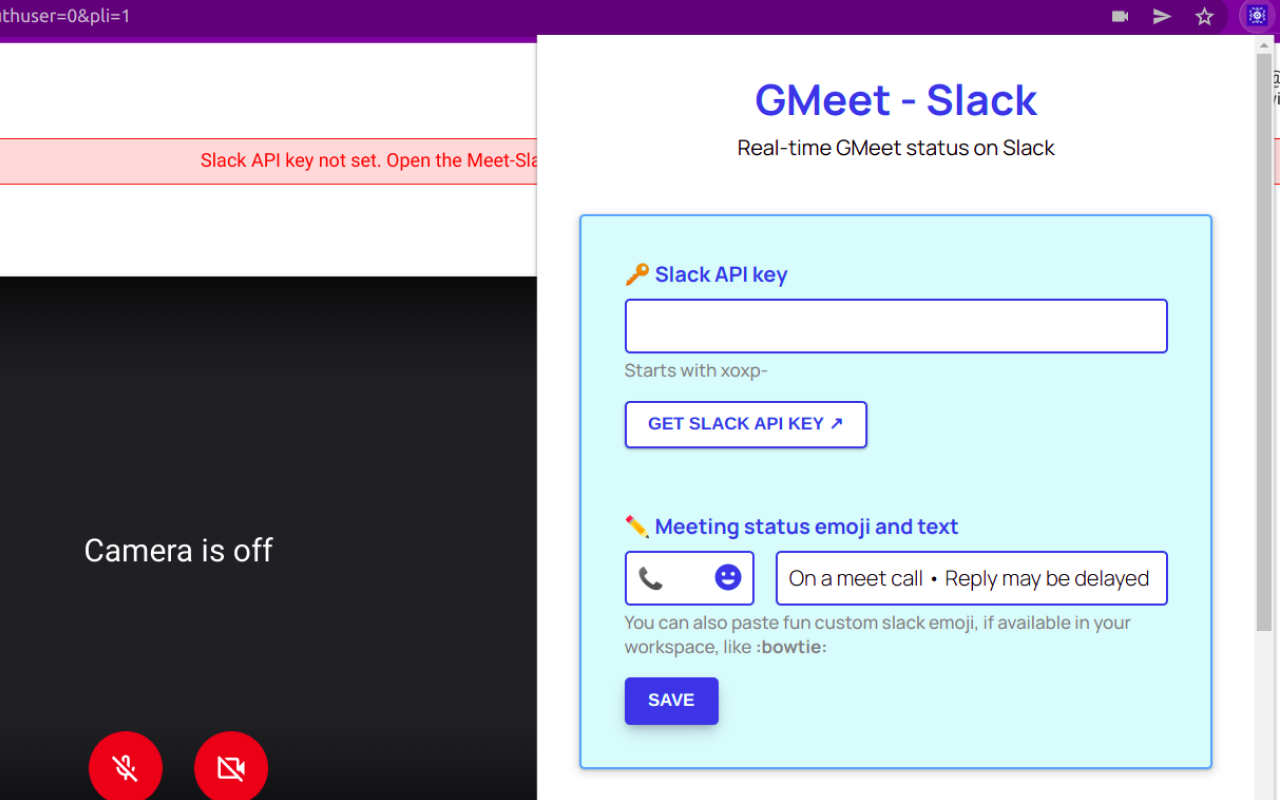 thuser=0&pli=1
GMeet - Slack
Real-time GMeet status on Slack
Slack API key not set. Open the Meet-Sla
🔑 Slack API key
Starts with xoxp-
GET SLACK API KEY ↗
Camera is off
✏️ Meeting status emoji and text
📞 On a meet call • Reply may be delayed
You can also paste fun custom slack emoji, if available in your
workspace, like :bowtie:
SAVE